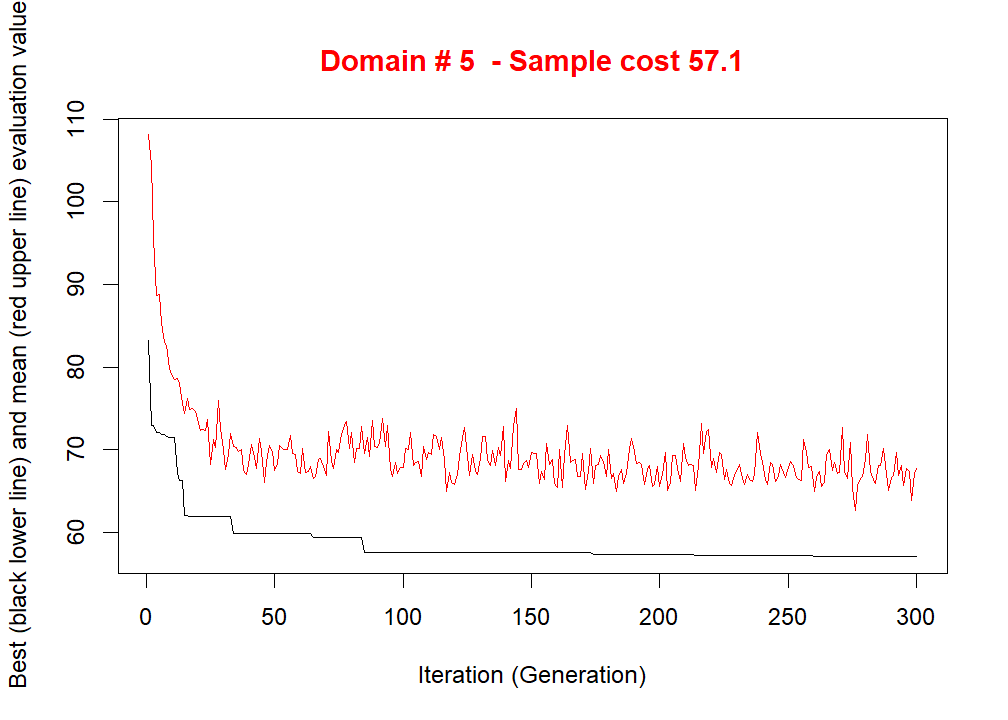 Domain # 5  - Sample cost 57.1
Best (black lower line) and mean (red upper line) evaluation value
110
100
90
80
70
60
0 50 100 150 200 250 300
Iteration (Generation)